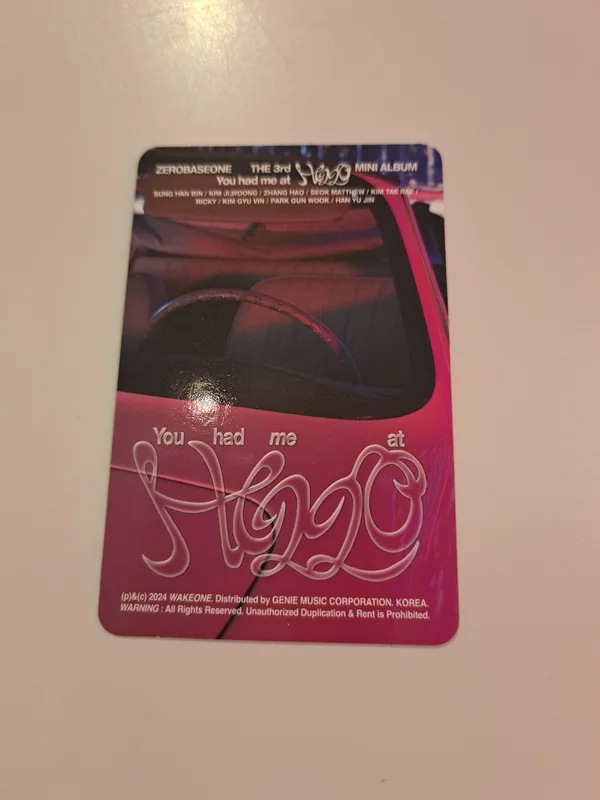 ZEROBASEONE THE 3rd Hello MINI ALBUM
You had me at
SUNG HAN BIN / KIM JI WOONG / ZHANG HAO / SEOK MATTHEW / KIM TAE RAE /
RICKY / KIM GYU VIN / PARK GUN WOOK / HAN YU JIN
You had me at
Hello
(p)&(c) 2024 WAKEONE. Distributed by GENIE MUSIC CORPORATION. KOREA.
WARNING : All Rights Reserved. Unauthorized Duplication & Rent is Prohibited.